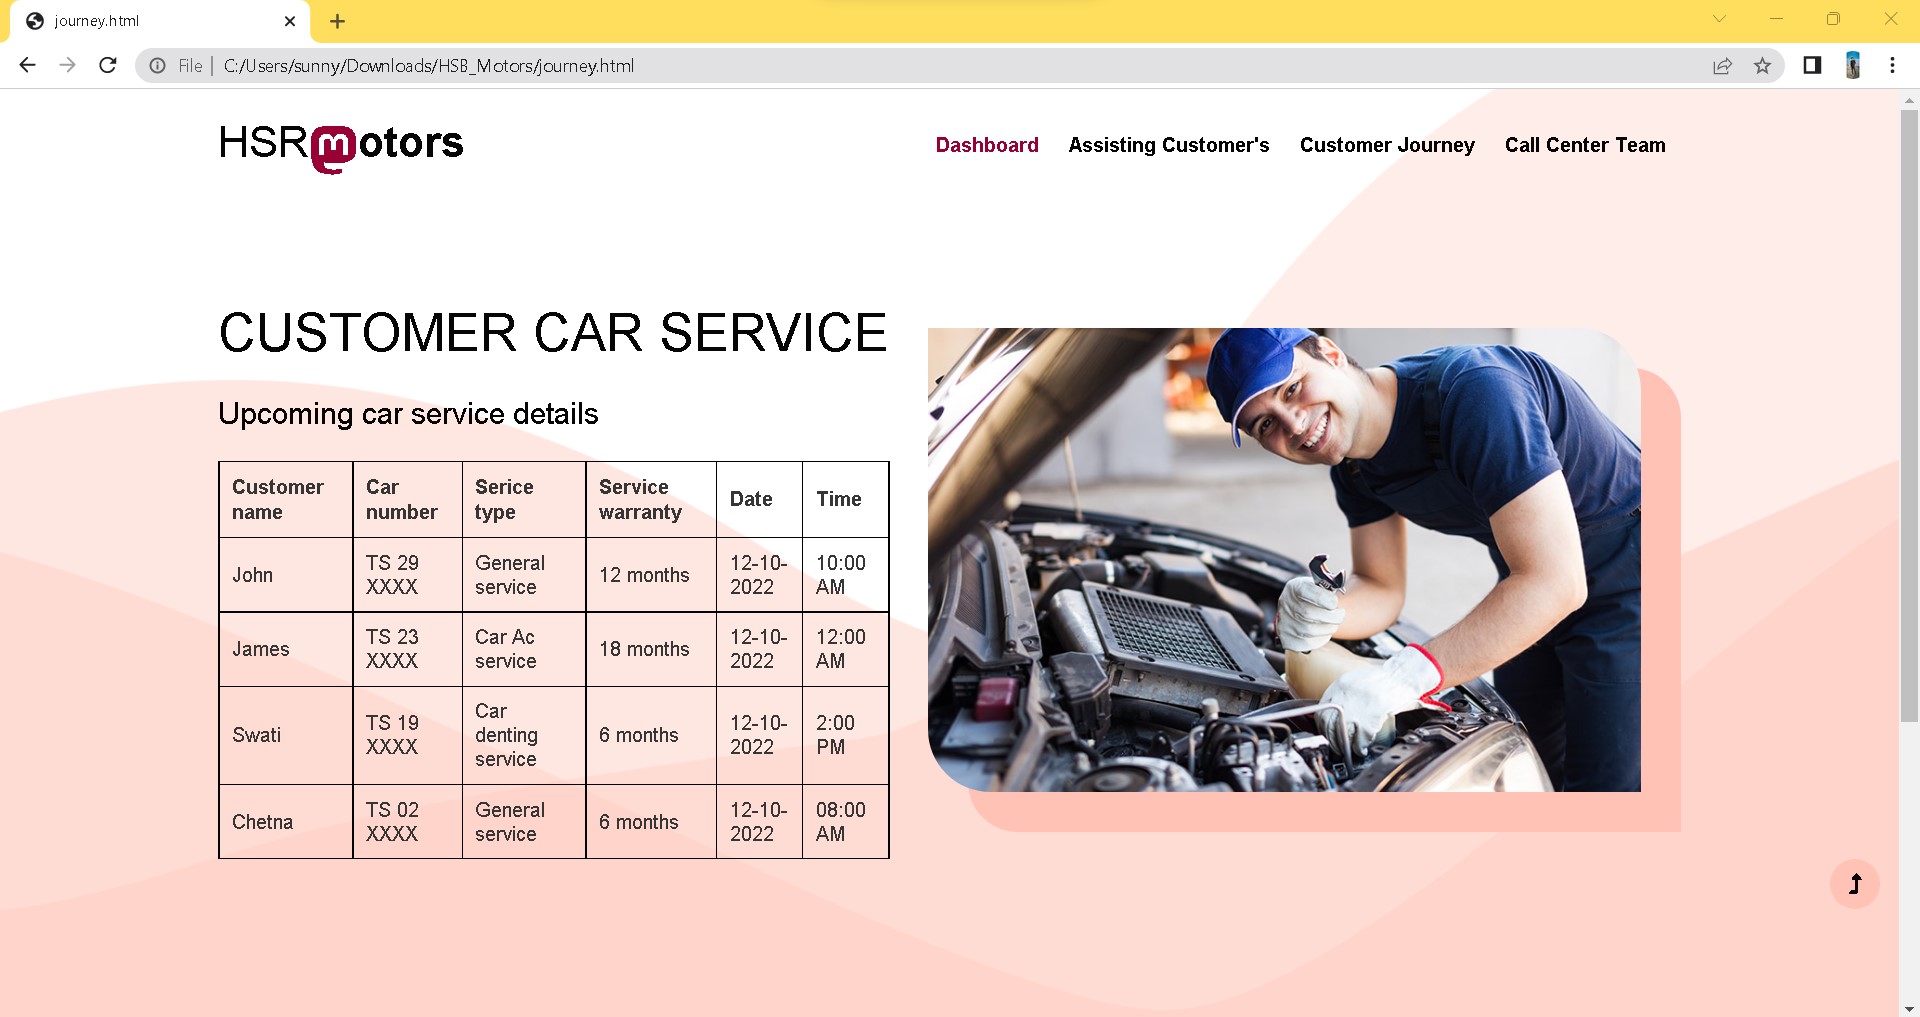 journey.html
File | C:/Users/sunny/Downloads/HSB_Motors/journey.html
HSRmotors
Dashboard Assisting Customer's Customer Journey Call Center Team
CUSTOMER CAR SERVICE
Upcoming car service details
Customer name Car number Serice type Service warranty Date Time
John TS 29 XXXX General service 12 months 12-10-2022 10:00 AM
James TS 23 XXXX Car Ac service 18 months 12-10-2022 12:00 AM
Swati TS 19 XXXX Car denting service 6 months 12-10-2022 2:00 PM
Chetna TS 02 XXXX General service 6 months 12-10-2022 08:00 AM